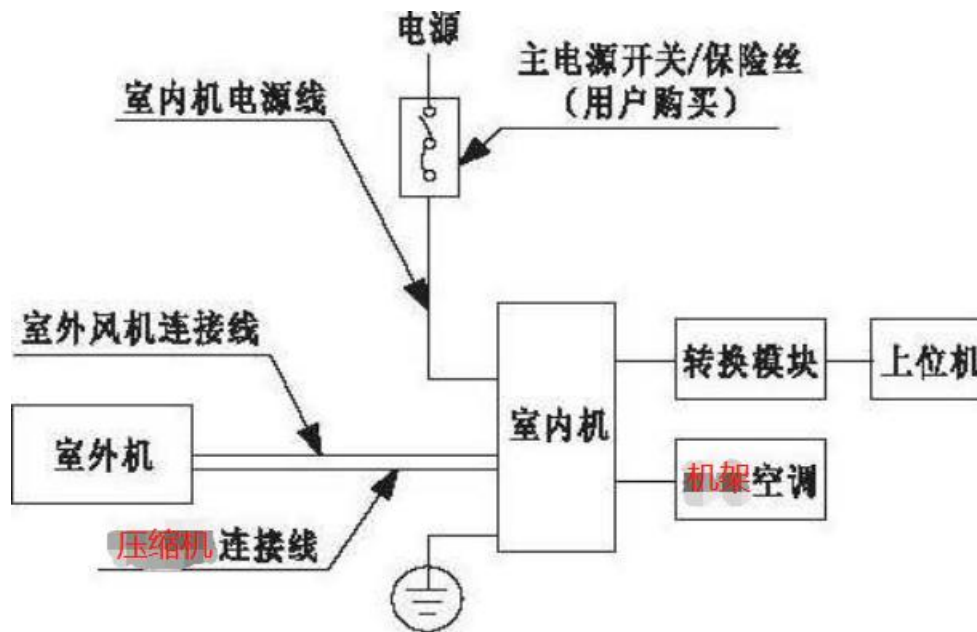 电源
主电源开关/保险丝
（用户购买）
室内机电源线
室外风机连接线
转换模块
上位机
室内机
室外机
机架空调
压缩机连接线